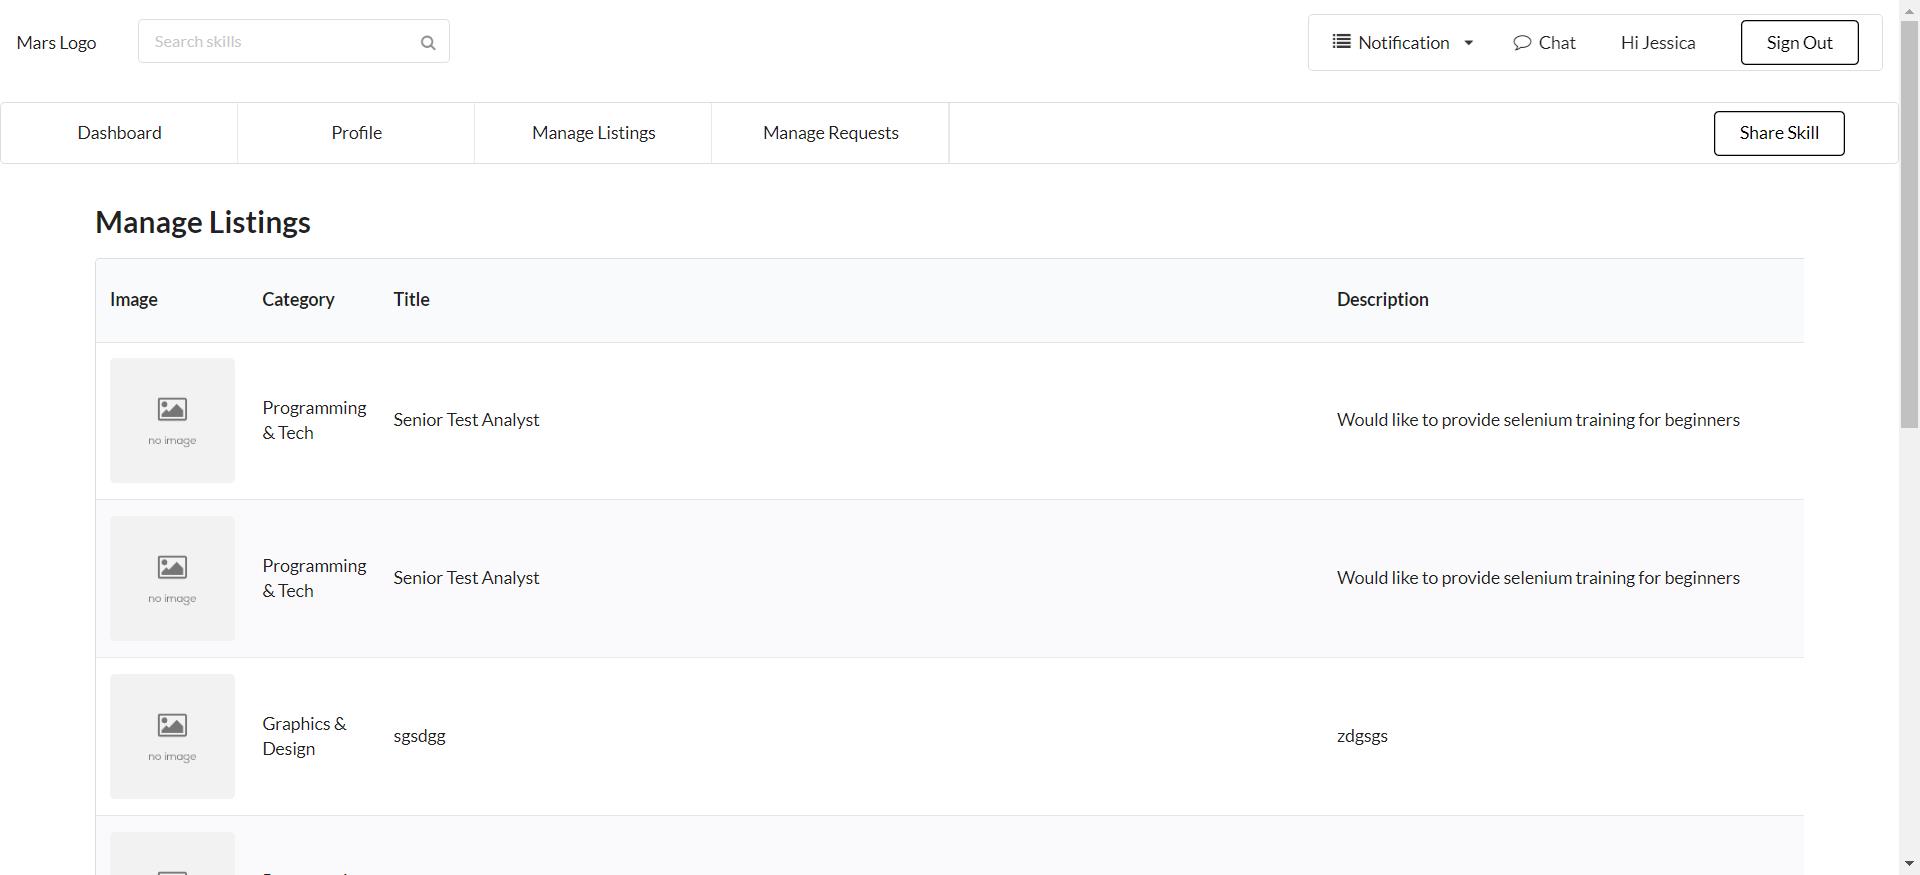 Mars Logo
Search skills
Notification
Chat
Hi Jessica
Sign Out
Dashboard
Profile
Manage Listings
Manage Requests
Share Skill
Manage Listings
Image
Category
Title
Description
no image
Programming
& Tech
Senior Test Analyst
Would like to provide selenium training for beginners
no image
Programming
& Tech
Senior Test Analyst
Would like to provide selenium training for beginners
no image
Graphics &
Design
sgsdgg
zdgsgs